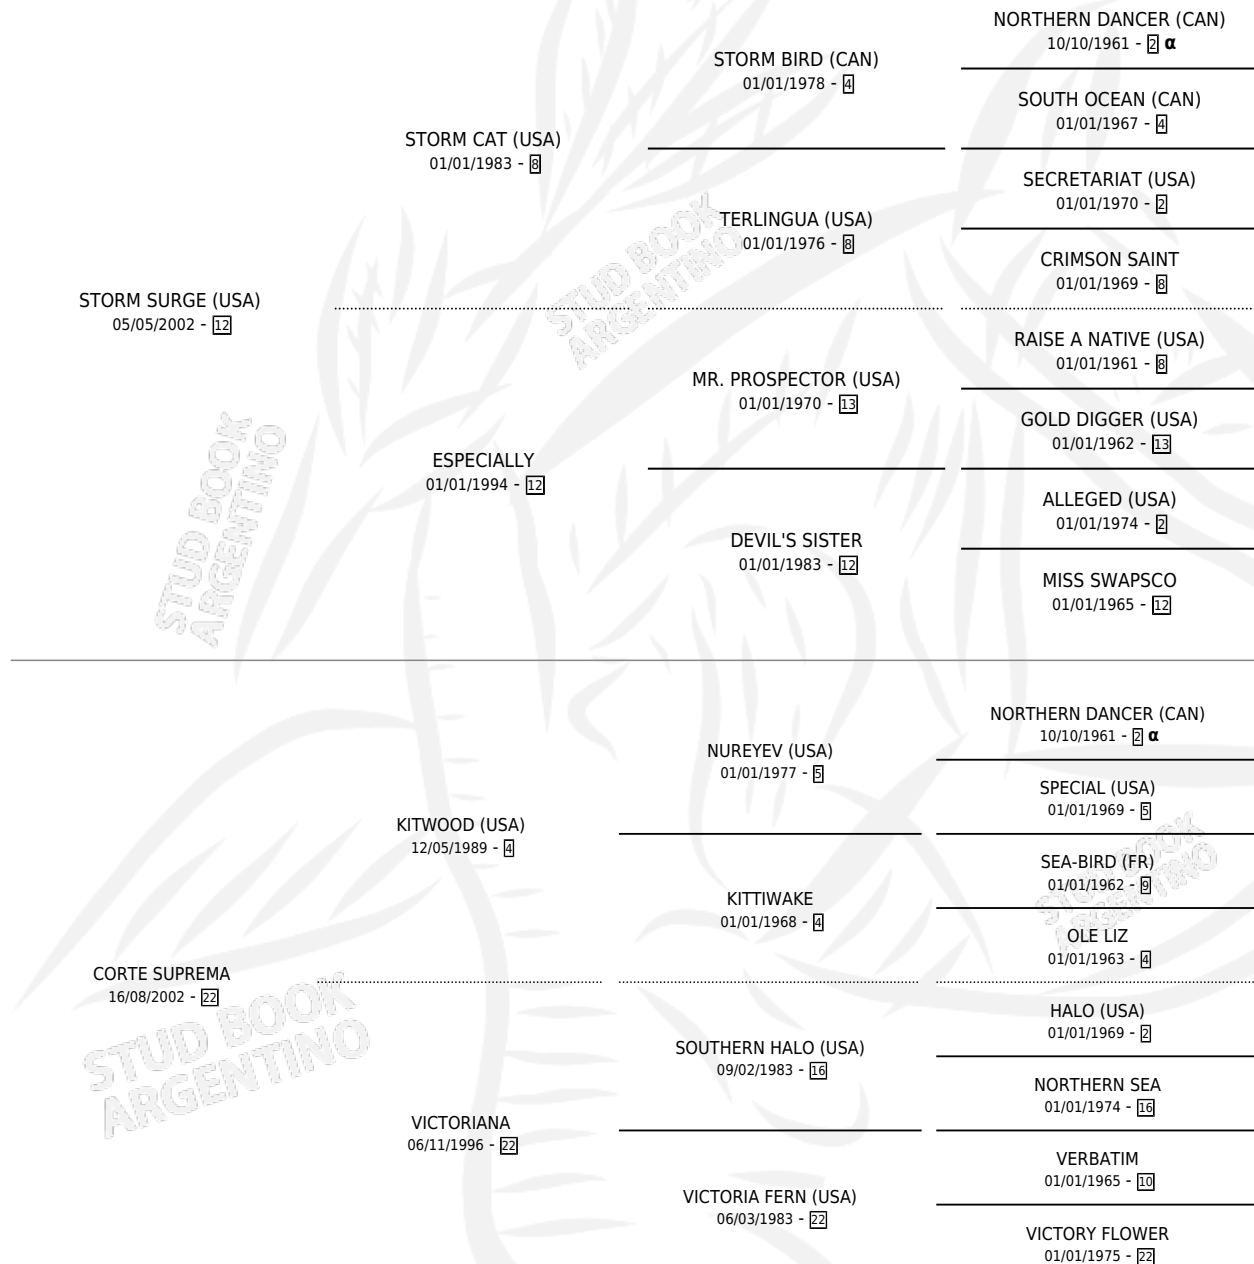 NORTHERN DANCER (CAN)
10/10/1961 - 2 α
STORM BIRD (CAN)
01/01/1978 - 4
SOUTH OCEAN (CAN)
01/01/1967 - 4
STORM CAT (USA)
01/01/1983 - 8
SECRETARIAT (USA)
01/01/1970 - 2
TERLINGUA (USA)
01/01/1976 - 8
CRIMSON SAINT
01/01/1969 - 8
STORM SURGE (USA)
05/05/2002 - 12
RAISE A NATIVE (USA)
01/01/1961 - 8
MR. PROSPECTOR (USA)
01/01/1970 - 13
GOLD DIGGER (USA)
01/01/1962 - 13
ESPECIALLY
01/01/1994 - 12
ALLEGED (USA)
01/01/1974 - 2
DEVIL'S SISTER
01/01/1983 - 12
MISS SWAPSCO
01/01/1965 - 12
NORTHERN DANCER (CAN)
10/10/1961 - 2 α
NUREYEV (USA)
01/01/1977 - 5
SPECIAL (USA)
01/01/1969 - 5
KITWOOD (USA)
12/05/1989 - 4
SEA-BIRD (FR)
01/01/1962 - 9
KITTIWAKE
01/01/1968 - 4
OLE LIZ
01/01/1963 - 4
CORTE SUPREMA
16/08/2002 - 22
HALO (USA)
01/01/1969 - 2
SOUTHERN HALO (USA)
09/02/1983 - 16
NORTHERN SEA
01/01/1974 - 16
VICTORIANA
06/11/1996 - 22
VERBATIM
01/01/1965 - 10
VICTORIA FERN (USA)
06/03/1983 - 22
VICTORY FLOWER
01/01/1975 - 22
STUD BOOK
ARGENTINO
STUD BOOK
ARGENTINO
STUD BOOK
ARGENTINO
STUD BOOK
ARGENTINO